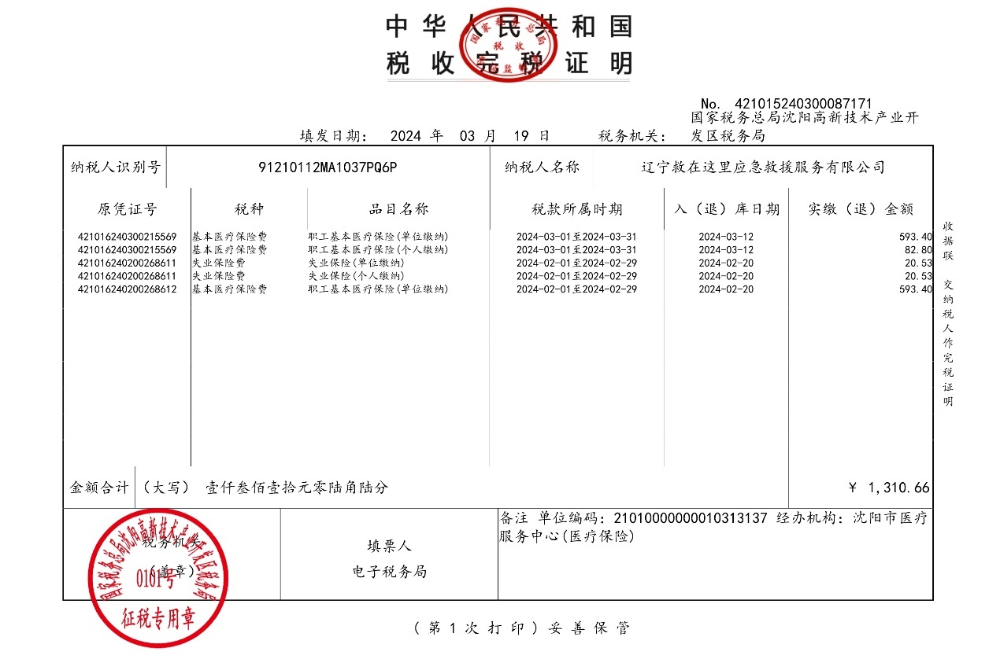 中华人民共和国
税收完税证明
国家税务总局
税收
监制
No. 421015240300087171
国家税务总局沈阳高新技术产业开
填发日期: 2024 年 03 月 19 日 税务机关: 发区税务局
纳税人识别号 91210112MA1037PQ6P 纳税人名称 辽宁救在这里应急救援服务有限公司
原凭证号 税种 品目名称 税款所属时期 入（退）库日期 实缴（退）金额
421016240300215569 基本医疗保险费 职工基本医疗保险(单位缴纳) 2024-03-01至2024-03-31 2024-03-12 593.40
421016240300215569 基本医疗保险费 职工基本医疗保险(个人缴纳) 2024-03-01至2024-03-31 2024-03-12 82.80
421016240200268611 失业保险费 失业保险(单位缴纳) 2024-02-01至2024-02-29 2024-02-20 20.53
421016240200268611 失业保险费 失业保险(个人缴纳) 2024-02-01至2024-02-29 2024-02-20 20.53
421016240200268612 基本医疗保险费 职工基本医疗保险(单位缴纳) 2024-02-01至2024-02-29 2024-02-20 593.40
收据联 交纳税人作完税证明
金额合计 （大写） 壹仟叁佰壹拾元零陆角陆分 ¥ 1,310.66
税务机关
（盖章）
国家税务总局沈阳高新技术产业开发区税务局
0101号
征税专用章
填票人
电子税务局
备注 单位编码：21010000000010313137 经办机构：沈阳市医疗
服务中心(医疗保险)
(第1次打印)妥善保管